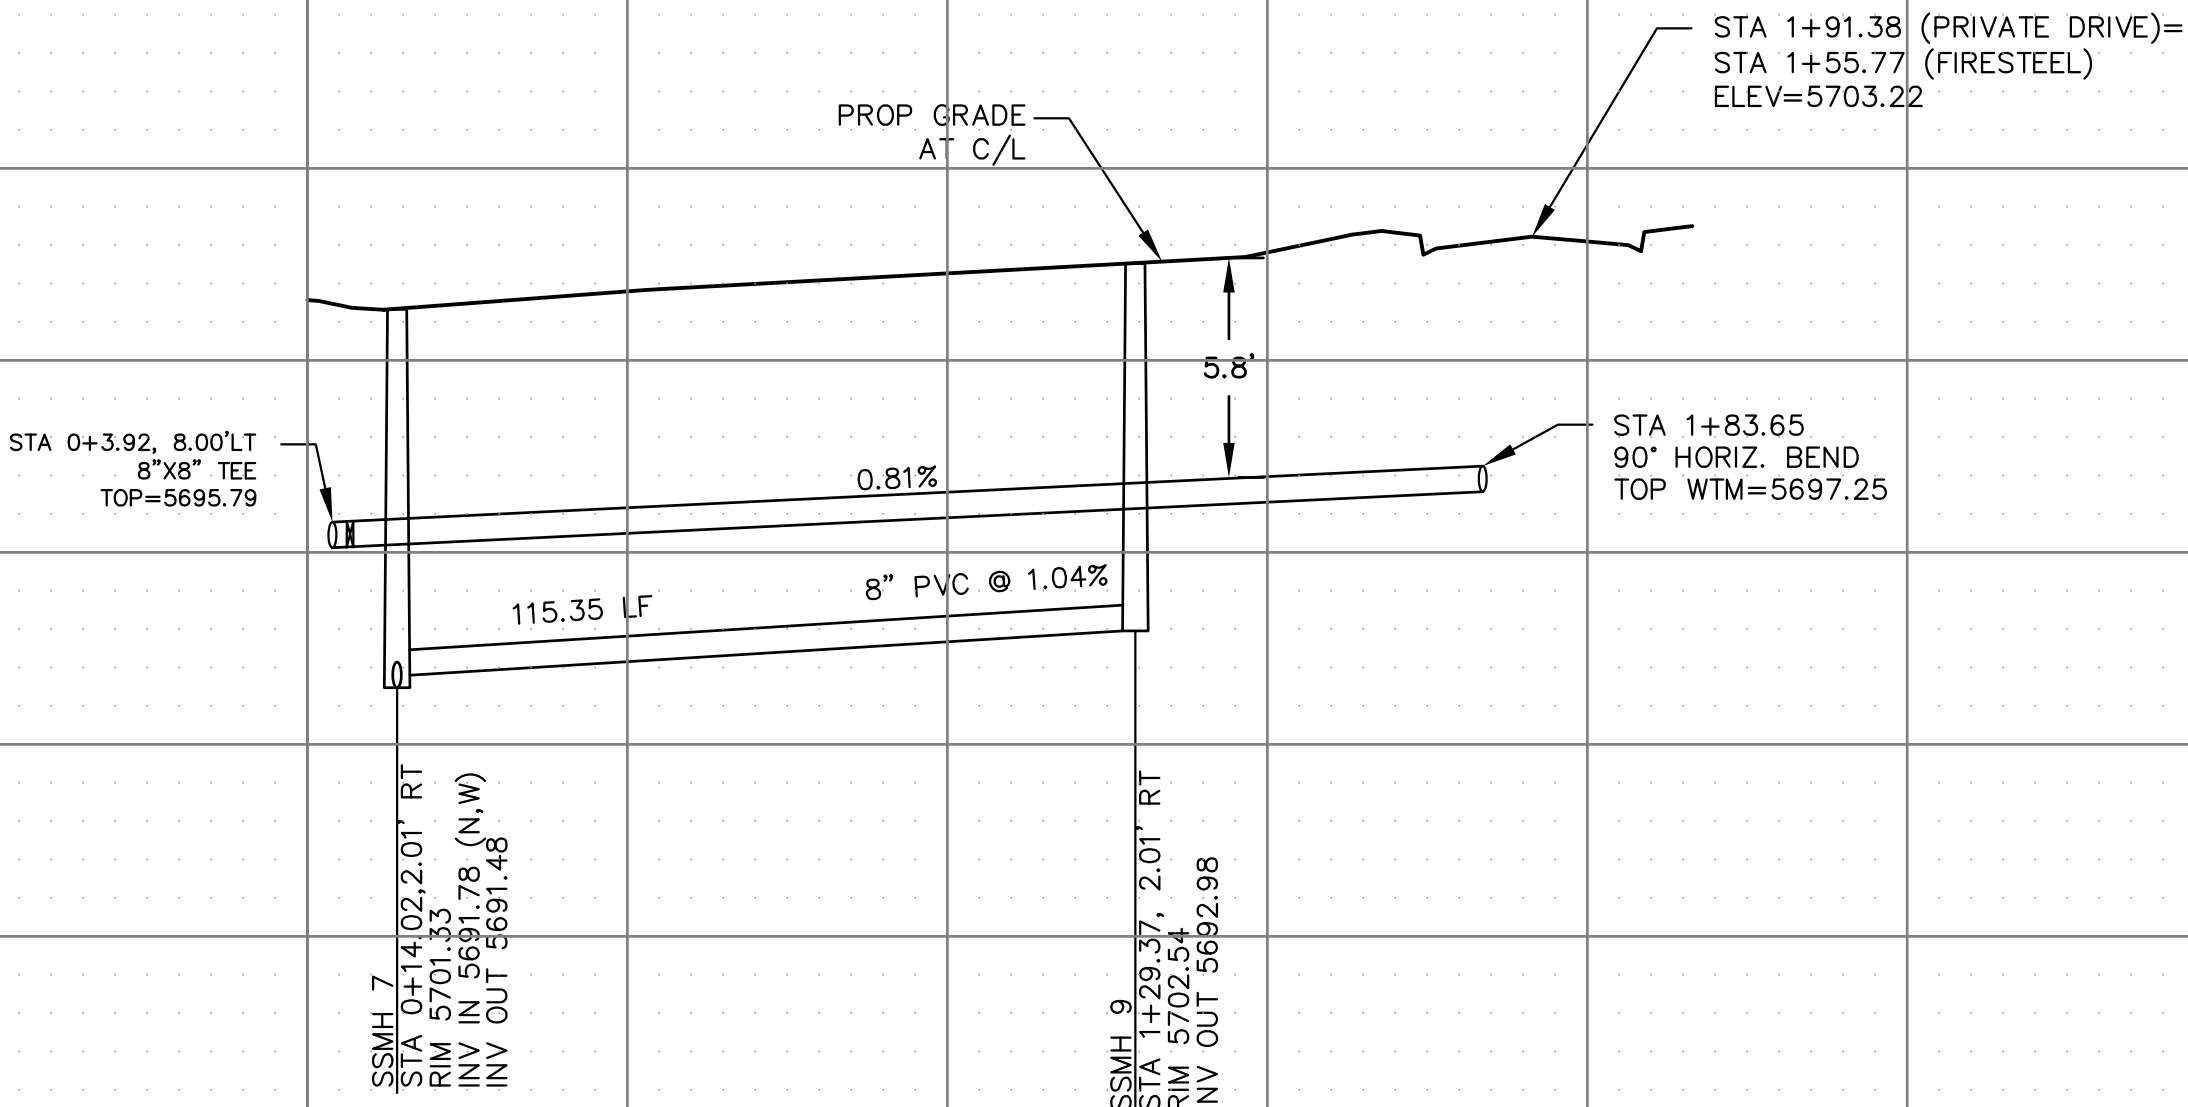 STA 1+91.38 (PRIVATE DRIVE)=
STA 1+55.77 (FIRESTEEL)
ELEV=5703.22
PROP GRADE
AT C/L
5.8'
STA 0+3.92, 8.00'LT
8"X8" TEE
TOP=5695.79
0.81%
STA 1+83.65
90° HORIZ. BEND
TOP WTM=5697.25
115.35 LF
8" PVC @ 1.04%
SSMH 7
STA 0+14.02,2.01' RT
RIM 5701.33
INV IN 5691.78 (N,W)
INV OUT 5691.48
SSMH 9
STA 1+29.37, 2.01' RT
RIM 5702.54
INV OUT 5692.98